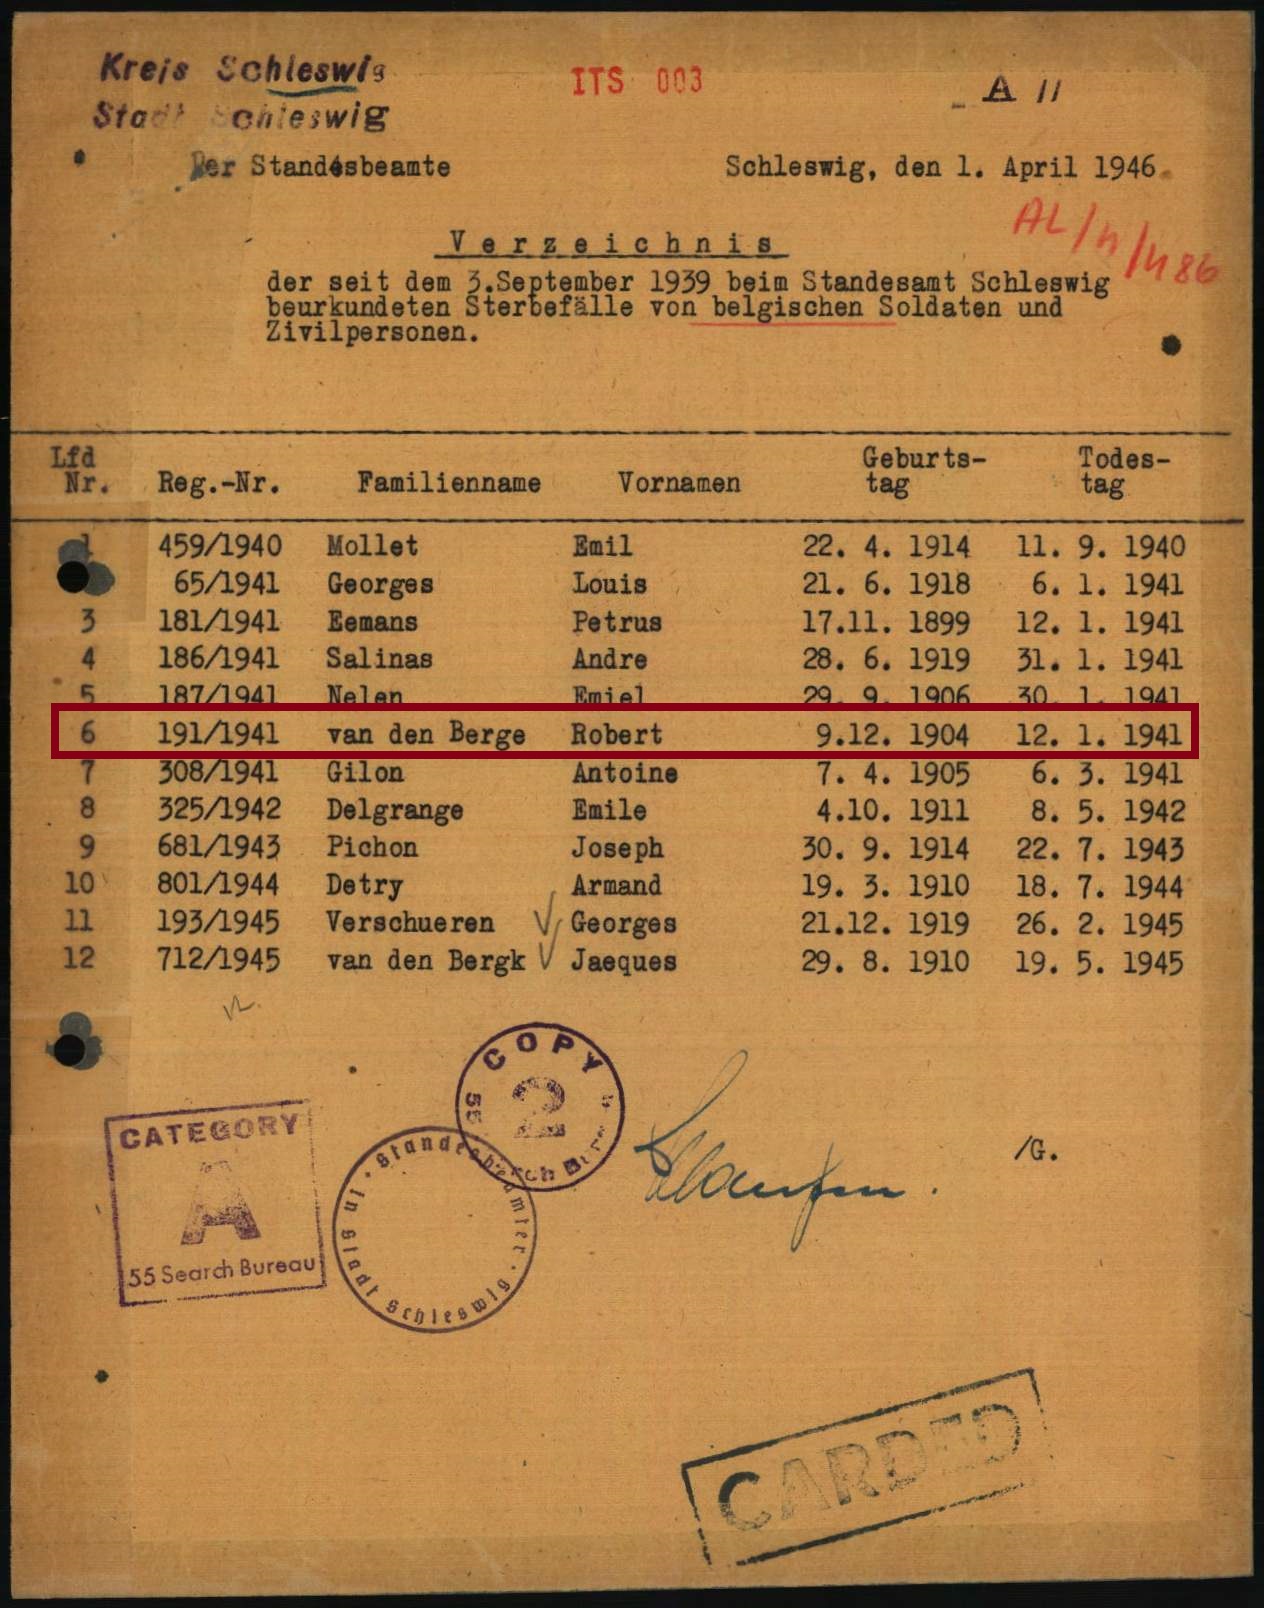 Kreis Schleswig
Stadt Schleswig
ITS 003
A 11
Der Standesbeamte
Schleswig, den 1. April 1946.
AL/4/486
Verzeichnis
der seit dem 3.September 1939 beim Standesamt Schleswig
beurkundeten Sterbefälle von belgischen Soldaten und
Zivilpersonen.
Lfd Nr. Reg.-Nr. Familienname Vornamen Geburts-tag Todes-tag
1 459/1940 Mollet Emil 22. 4. 1914 11. 9. 1940
65/1941 Georges Louis 21. 6. 1918 6. 1. 1941
3 181/1941 Eemans Petrus 17.11. 1899 12. 1. 1941
4 186/1941 Salinas Andre 28. 6. 1919 31. 1. 1941
5 187/1941 Nelen Emiel 29. 9. 1906 30. 1. 1941
6 191/1941 van den Berge Robert 9.12. 1904 12. 1. 1941
7 308/1941 Gilon Antoine 7. 4. 1905 6. 3. 1941
8 325/1942 Delgrange Emile 4.10. 1911 8. 5. 1942
9 681/1943 Pichon Joseph 30. 9. 1914 22. 7. 1943
10 801/1944 Detry Armand 19. 3. 1910 18. 7. 1944
11 193/1945 Verschueren Georges 21.12. 1919 26. 2. 1945
12 712/1945 van den Bergk Jaeques 29. 8. 1910 19. 5. 1945
COPY
2
55
CATEGORY
A
55 Search Bureau
Standesbeamter · in Stadt Schleswig
/G.
CARDED